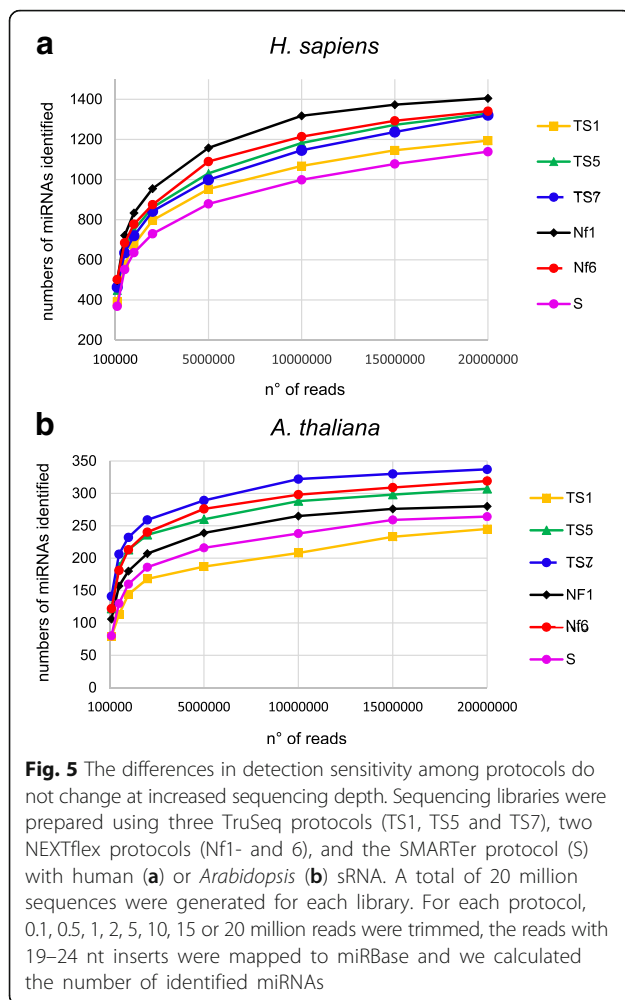 a
H. sapiens
numbers of miRNAs identified
1400
1200
1000
800
600
400
200
100000 5000000 10000000 15000000 20000000
n° of reads
TS1
TS5
TS7
Nf1
Nf6
S
b
A. thaliana
numbers of miRNAs identified
350
300
250
200
150
100
50
0
100000 5000000 10000000 15000000 20000000
n° of reads
TS1
TS5
TS7
NF1
Nf6
S
Fig. 5 The differences in detection sensitivity among protocols do
not change at increased sequencing depth. Sequencing libraries were
prepared using three TruSeq protocols (TS1, TS5 and TS7), two
NEXTflex protocols (Nf1- and 6), and the SMARTer protocol (S)
with human (a) or Arabidopsis (b) sRNA. A total of 20 million
sequences were generated for each library. For each protocol,
0.1, 0.5, 1, 2, 5, 10, 15 or 20 million reads were trimmed, the reads with
19–24 nt inserts were mapped to miRBase and we calculated
the number of identified miRNAs